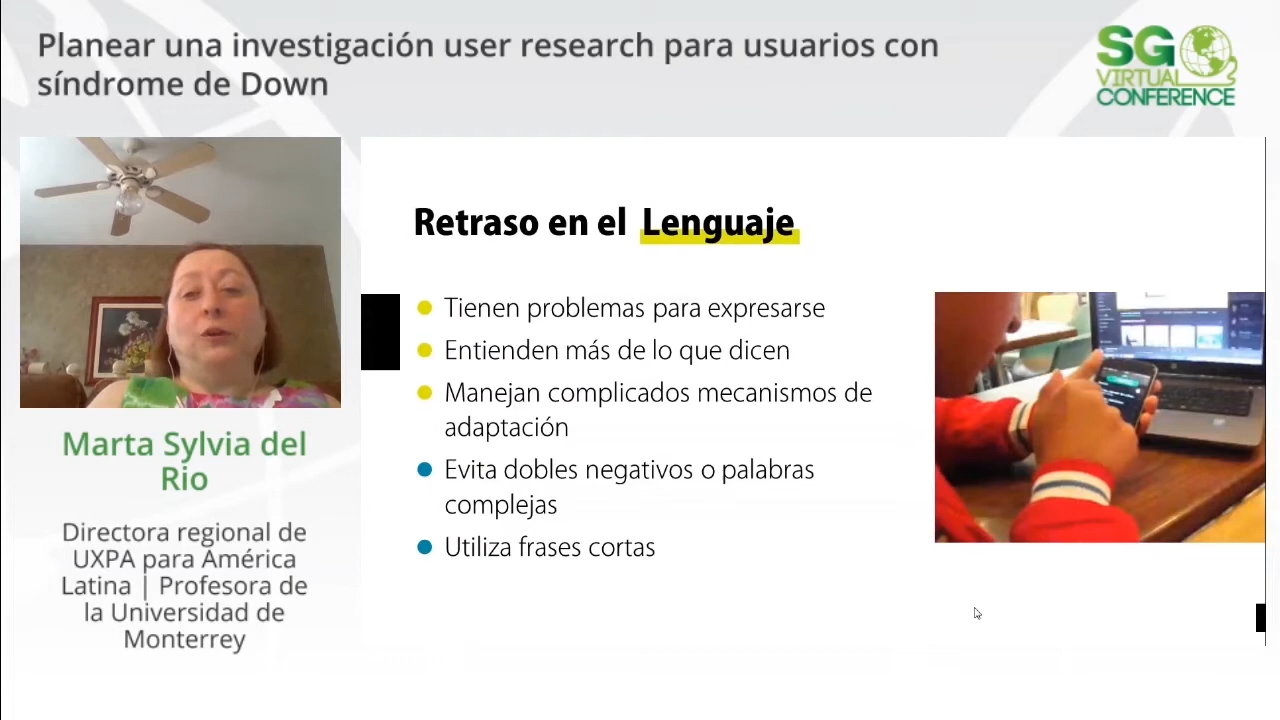 Planear una investigación user research para usuarios con
síndrome de Down
SG
VIRTUAL
CONFERENCE
Marta Sylvia del
Rio
Directora regional de
UXPA para América
Latina | Profesora de
la Universidad de
Monterrey
Retraso en el Lenguaje
Tienen problemas para expresarse
Entienden más de lo que dicen
Manejan complicados mecanismos de
adaptación
Evita dobles negativos o palabras
complejas
Utiliza frases cortas